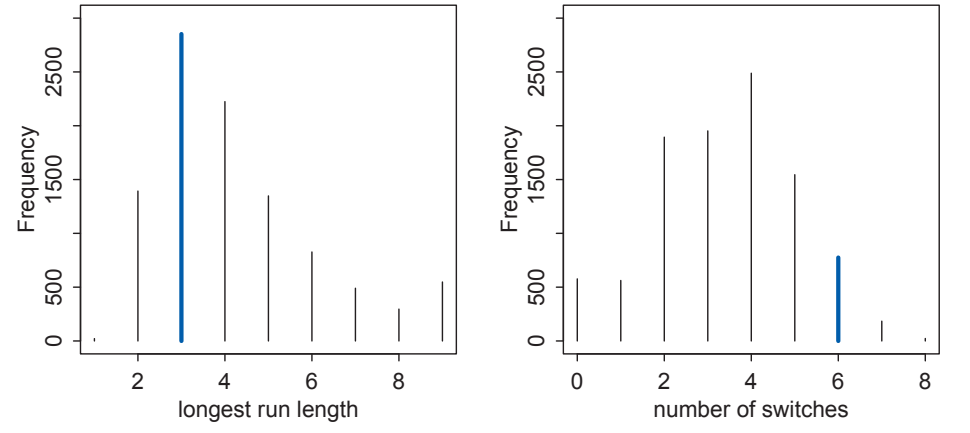 Frequency
0 500 1500 2500
2 4 6 8
longest run length
Frequency
0 500 1500 2500
0 2 4 6 8
number of switches